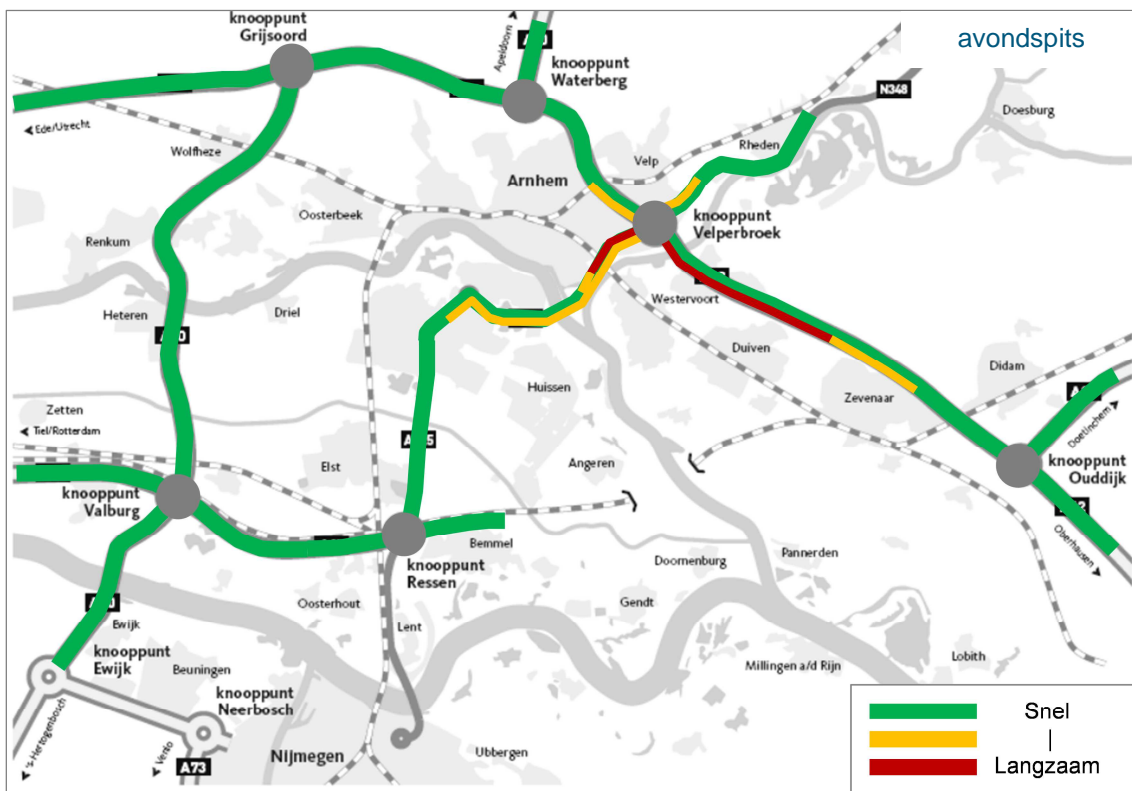 avondspits
knooppunt
Grijsoord
Apeldoorn
knooppunt
Waterberg
N348
Doesburg
Ede/Utrecht
Wolfheze
Velp
Rheden
Arnhem
Oosterbeek
knooppunt
Velperbroek
Renkum
Westervoort
Heteren
Driel
Duiven
Didam
Huissen
Zevenaar
Zetten
Tiel/Rotterdam
Doetinchem
Elst
Angeren
knooppunt
Ouddijk
knooppunt
Valburg
Bemmel
Oberhausen
Pannerden
Doornenburg
knooppunt
Ressen
Oosterhout
Gendt
Ewijk
Lent
knooppunt
Ewijk
Beuningen
Millingen a/d Rijn
Lobith
knooppunt
Neerbosch
's-Hertogenbosch
Venlo
A73
Nijmegen
Ubbergen
Snel
Langzaam